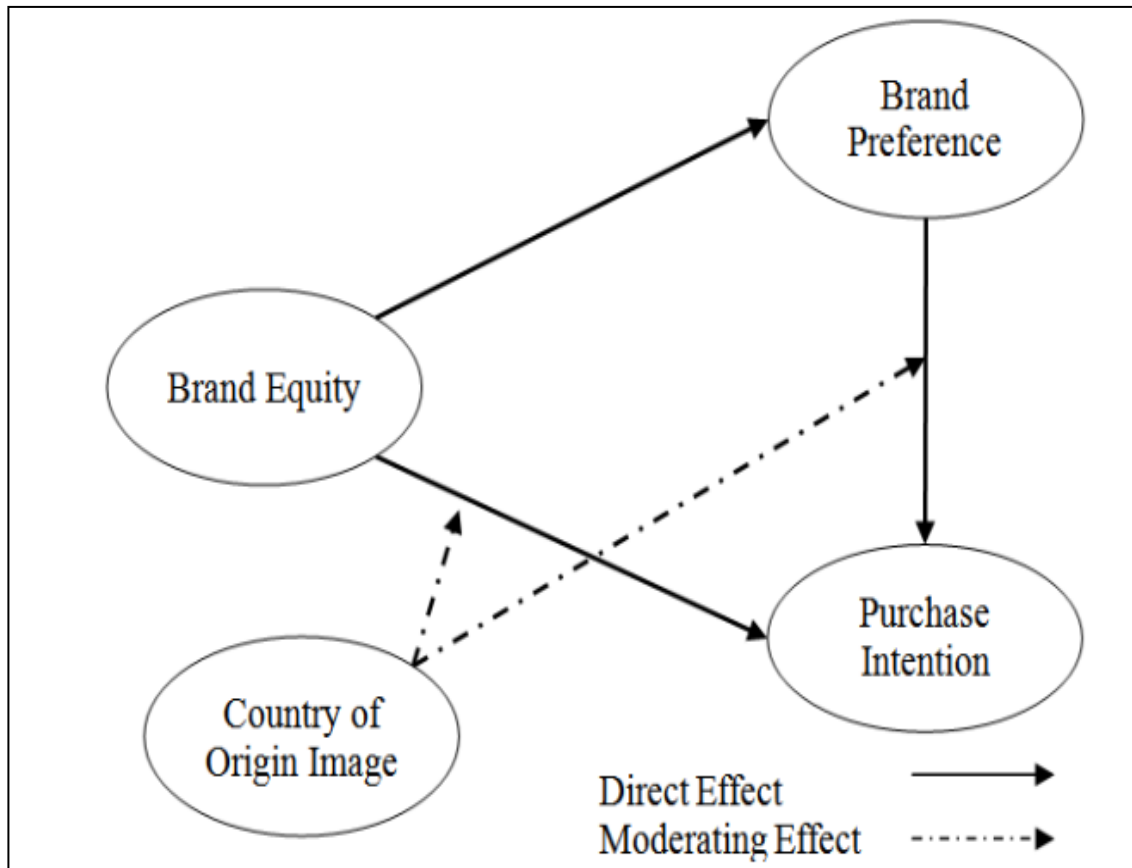 Brand
Preference
Brand Equity
Purchase
Intention
Country of
Origin Image
Direct Effect
Moderating Effect